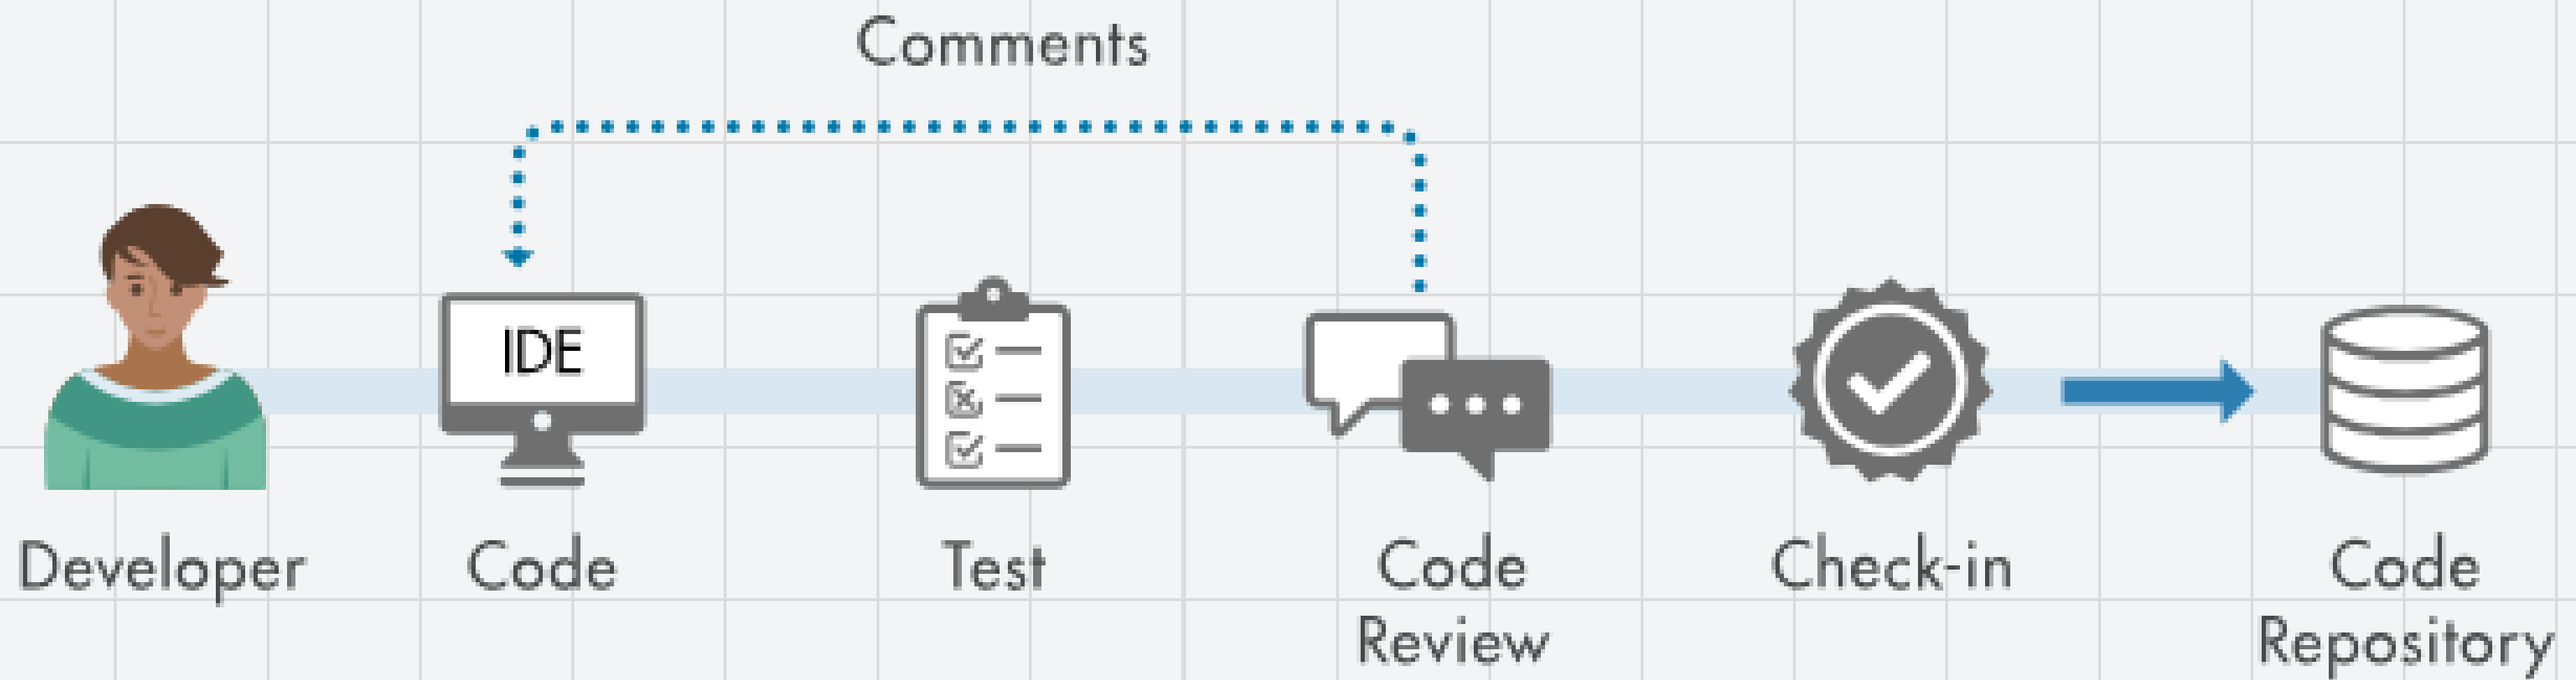 Comments
IDE
Developer
Code
Test
Code
Review
Check-in
Code
Repository